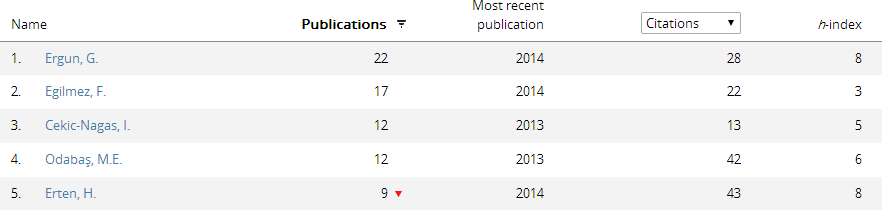 Name Publications Most recent publication Citations h-index
1. Ergun, G. 22 2014 28 8
2. Egilmez, F. 17 2014 22 3
3. Cekic-Nagas, I. 12 2013 13 5
4. Odabaş, M.E. 12 2013 42 6
5. Erten, H. 9 2014 43 8